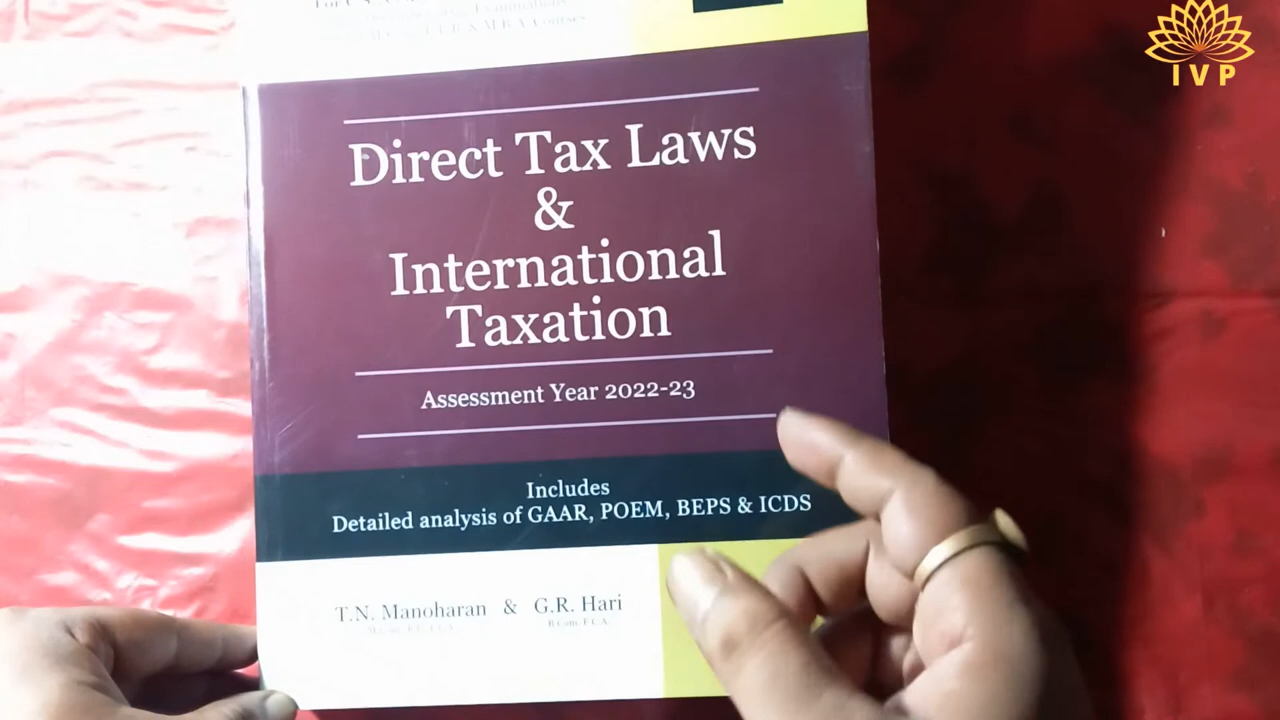 IVP
Examinations
Direct Tax Laws
&
International
Taxation
Assessment Year 2022-23
Includes
Detailed analysis of GAAR, POEM, BEPS & ICDS
T.N. Manoharan & G.R. Hari